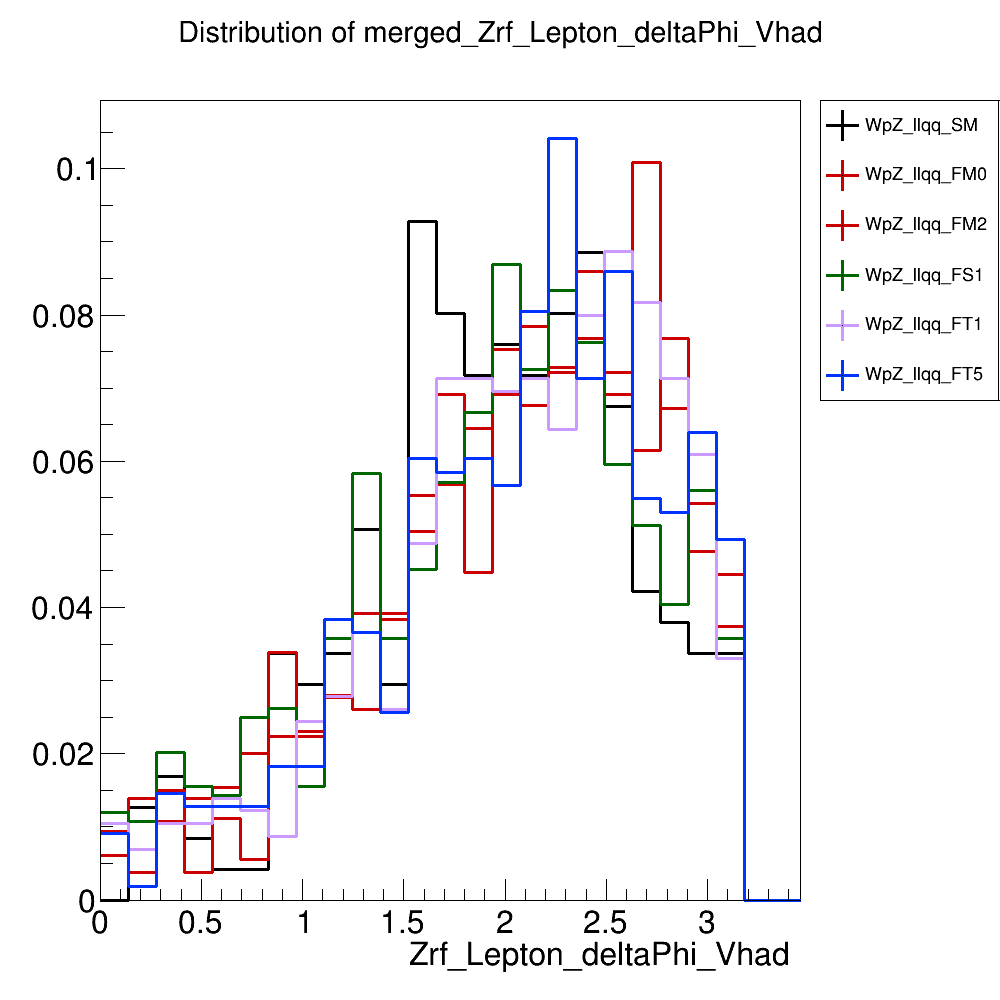 Distribution of merged_Zrf_Lepton_deltaPhi_Vhad
WpZ_llqq_SM
WpZ_llqq_FM0
WpZ_llqq_FM2
WpZ_llqq_FS1
WpZ_llqq_FT1
WpZ_llqq_FT5
0.1
0.08
0.06
0.04
0.02
0
0 0.5 1 1.5 2 2.5 3
Zrf_Lepton_deltaPhi_Vhad